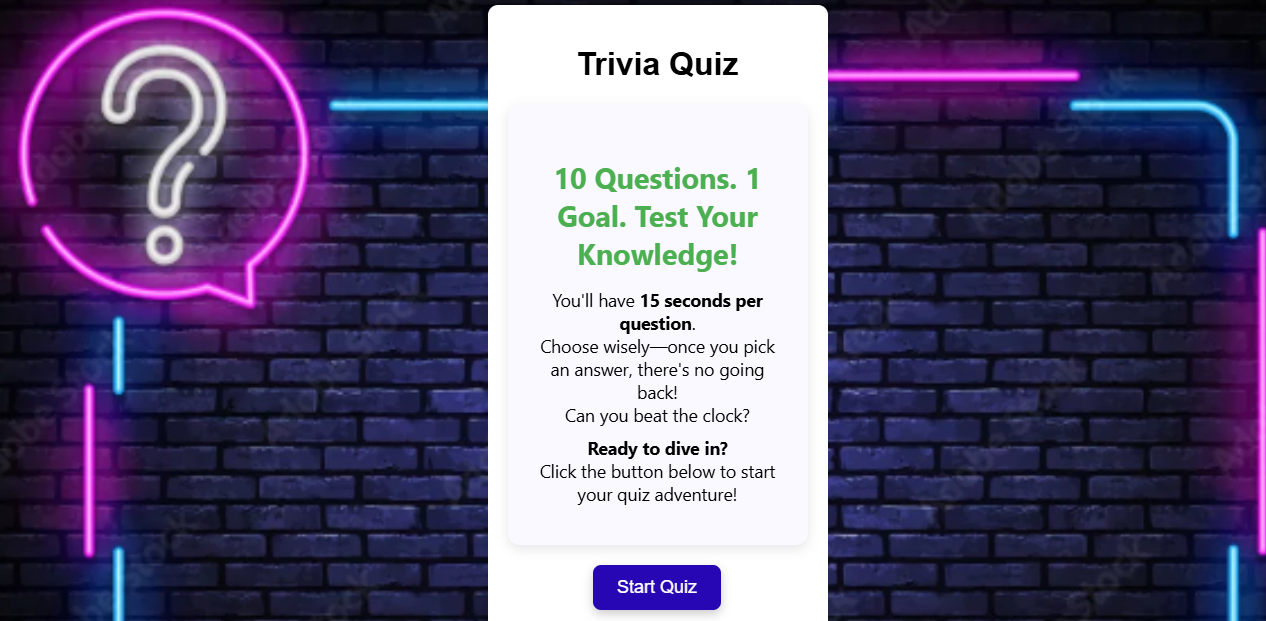 Trivia Quiz
10 Questions. 1
Goal. Test Your
Knowledge!
You'll have 15 seconds per
question.
Choose wisely—once you pick
an answer, there's no going
back!
Can you beat the clock?
Ready to dive in?
Click the button below to start
your quiz adventure!
Start Quiz